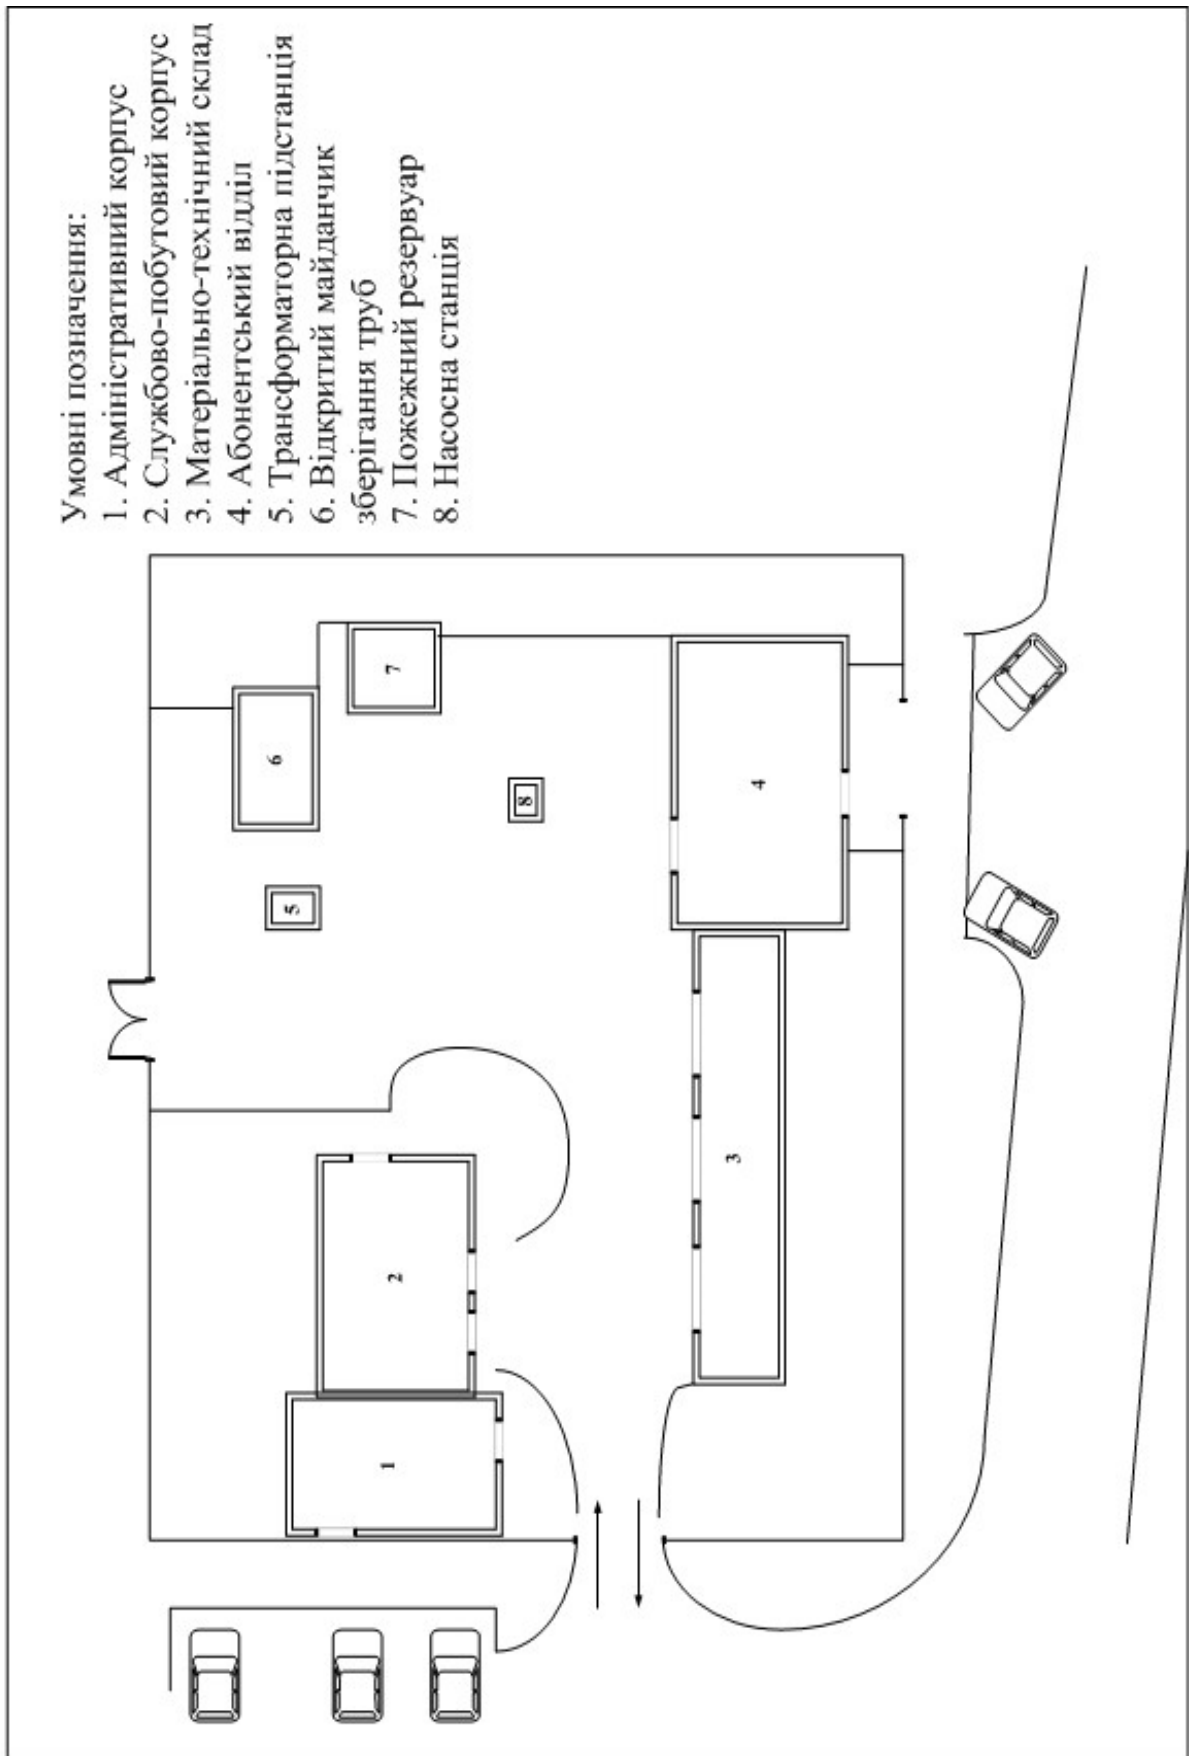 Умовні позначення:
1. Адміністративний корпус
2. Службово-побутовий корпус
3. Матеріально-технічний склад
4. Абонентський відділ
5. Трансформаторна підстанція
6. Відкритий майданчик
зберігання труб
7. Пожежний резервуар
8. Насосна станція
1
2
5
6
7
8
3
4